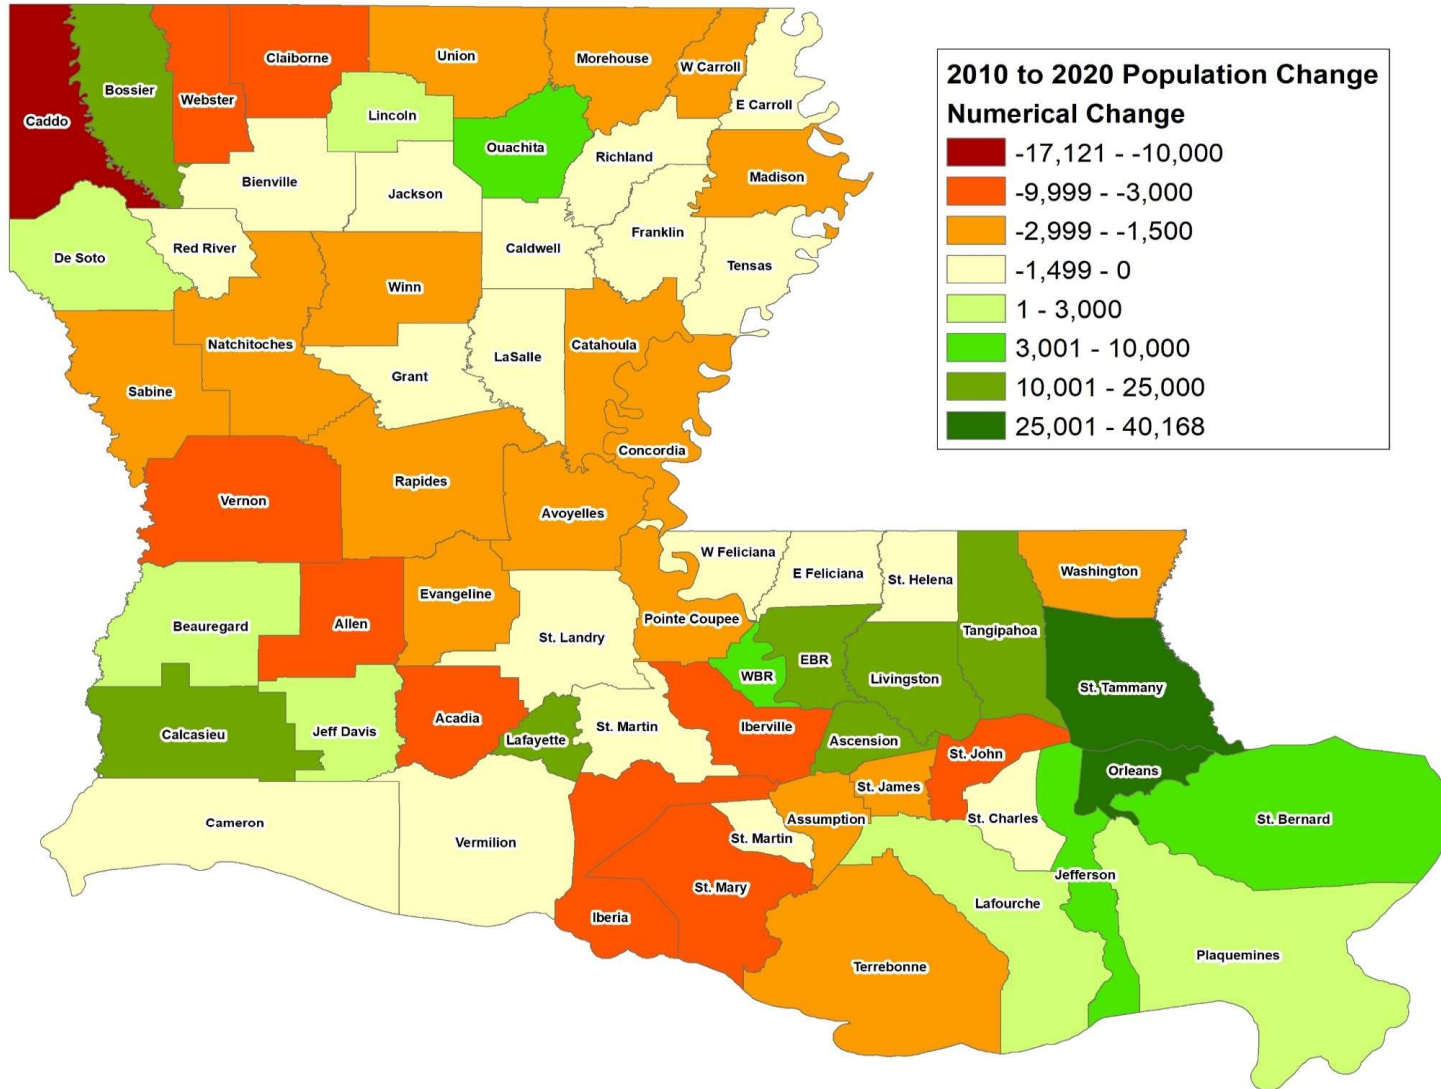 2010 to 2020 Population Change
Numerical Change
-17,121 - -10,000
-9,999 - -3,000
-2,999 - -1,500
-1,499 - 0
1 - 3,000
3,001 - 10,000
10,001 - 25,000
25,001 - 40,168
Caddo
Bossier
Webster
Claiborne
Union
Morehouse
W Carroll
E Carroll
Lincoln
Ouachita
Richland
Madison
Bienville
Jackson
Franklin
Tensas
De Soto
Red River
Caldwell
Winn
Natchitoches
Grant
LaSalle
Catahoula
Sabine
Concordia
Vernon
Rapides
Avoyelles
W Feliciana
E Feliciana
St. Helena
Washington
Evangeline
Beauregard
Allen
St. Landry
Pointe Coupee
Tangipahoa
EBR
WBR
Livingston
St. Tammany
Calcasieu
Jeff Davis
Acadia
Lafayette
St. Martin
Iberville
Ascension
St. John
Orleans
St. James
Assumption
St. Charles
St. Bernard
Cameron
Vermilion
St. Martin
St. Mary
Iberia
Jefferson
Lafourche
Terrebonne
Plaquemines